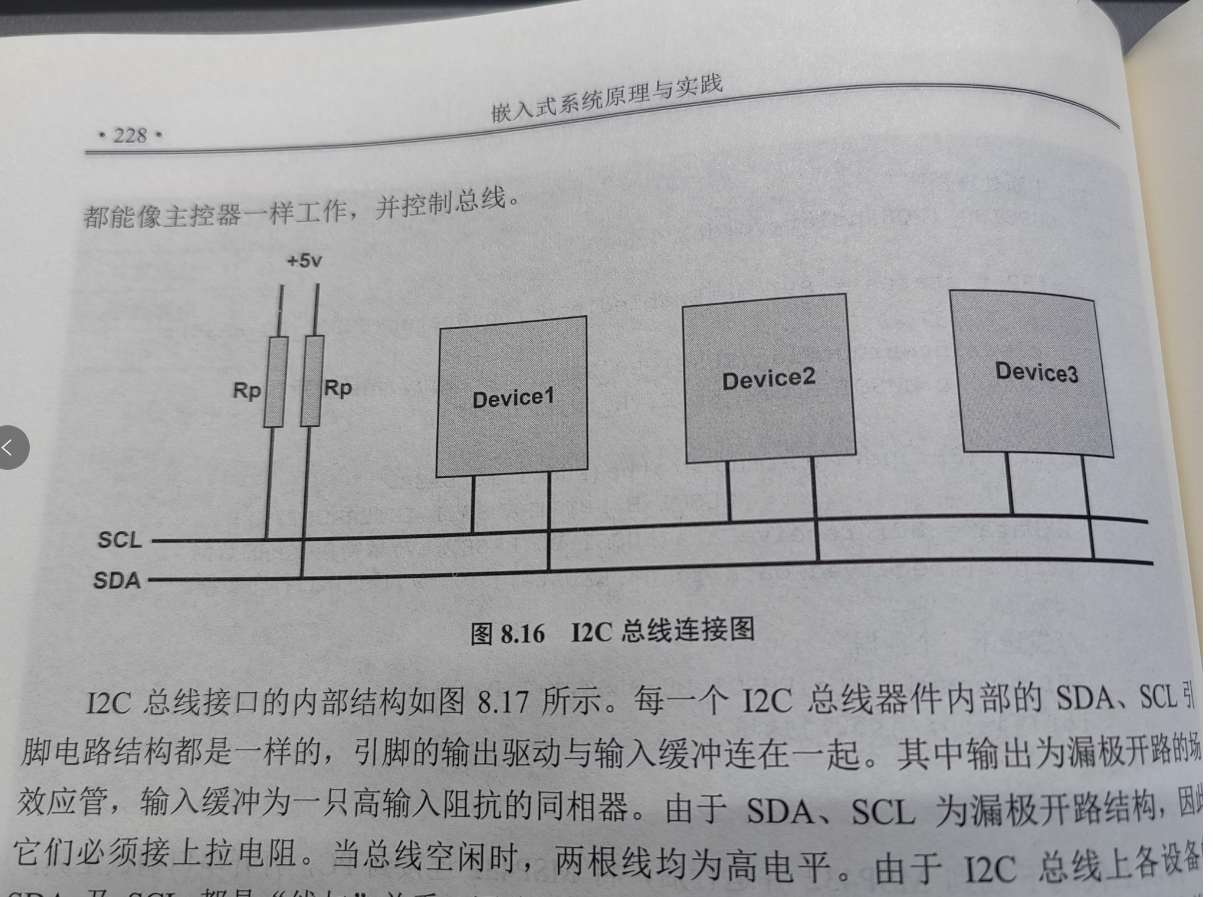 嵌入式系统原理与实践
·228·
都能像主控器一样工作，并控制总线。
+5v
Rp
Rp
Device1
Device2
Device3
SCL
SDA
图 8.16 I2C 总线连接图
I2C 总线接口的内部结构如图 8.17 所示。每一个 I2C 总线器件内部的 SDA、SCL 引
脚电路结构都是一样的，引脚的输出驱动与输入缓冲连在一起。其中输出为漏极开路的场
效应管，输入缓冲为一只高输入阻抗的同相器。由于 SDA、SCL 为漏极开路结构，因此
它们必须接上拉电阻。当总线空闲时，两根线均为高电平。由于 I2C 总线上各设备